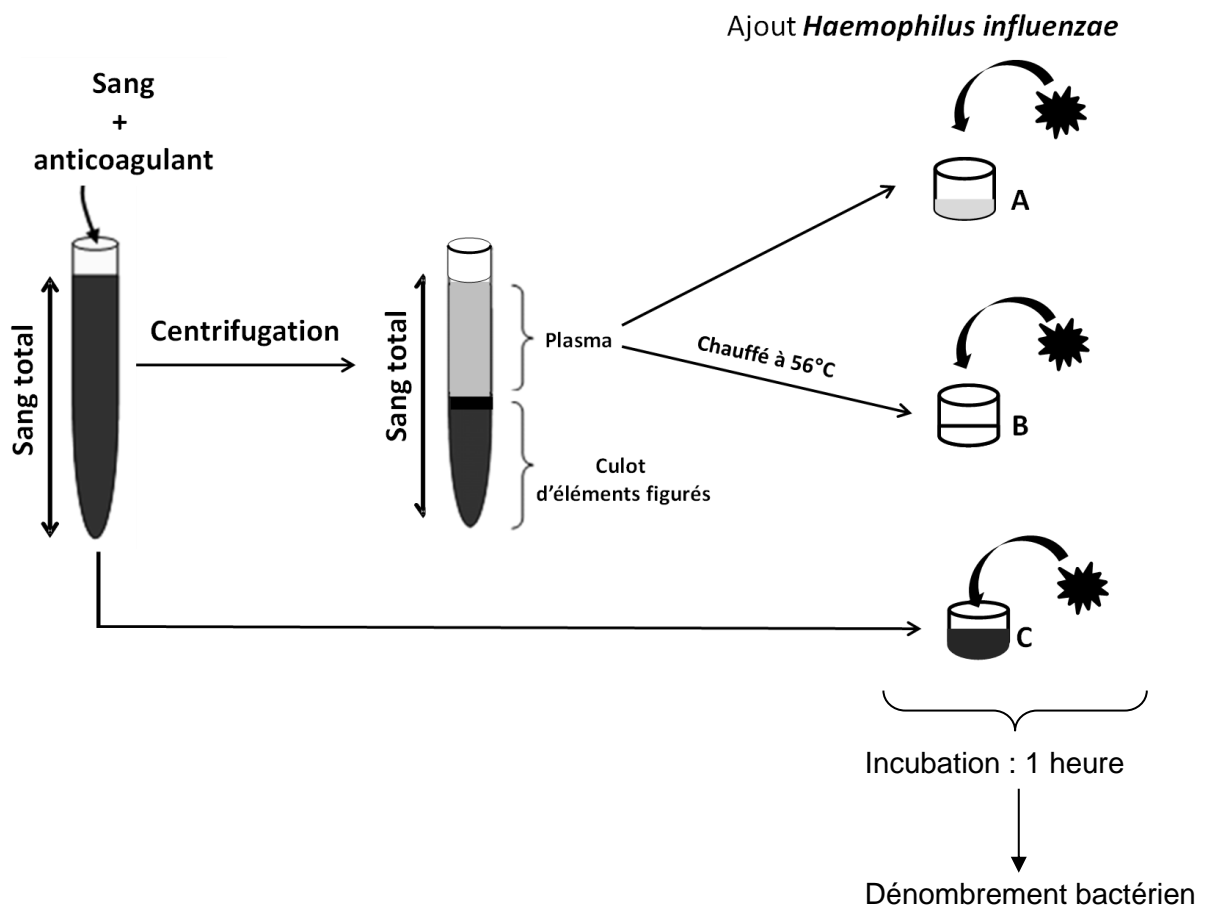 Ajout Haemophilus influenzae
Sang
+
anticoagulant
A
Sang total
Centrifugation
Sang total
Plasma
Chauffé à 56°C
B
Culot
d'éléments figurés
C
Incubation : 1 heure
Dénombrement bactérien